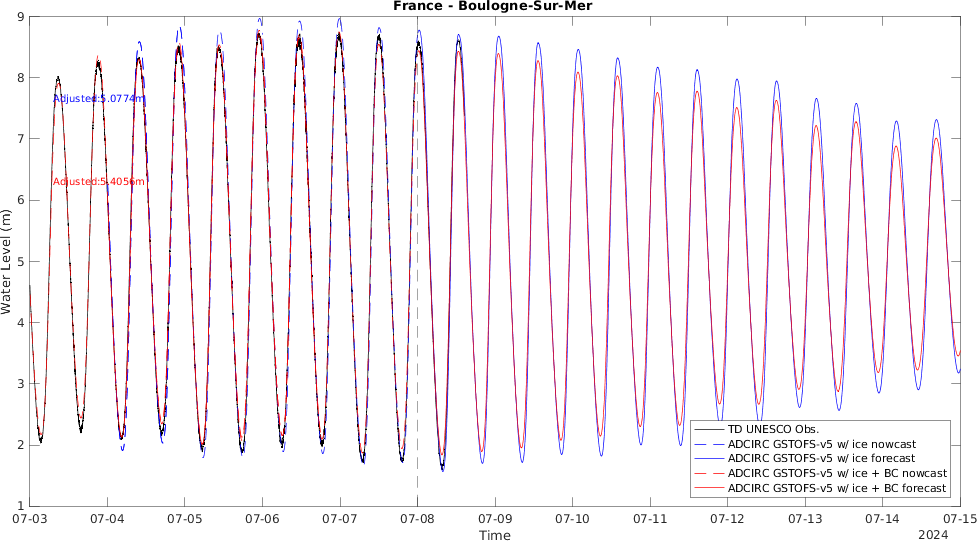 France - Boulogne-Sur-Mer
9
8
7
6
5
4
3
2
1
Water Level (m)
Adjusted:5.0774m
Adjusted:5.4056m
TD UNESCO Obs.
ADCIRC GSTOFS-v5 w/ ice nowcast
ADCIRC GSTOFS-v5 w/ ice forecast
ADCIRC GSTOFS-v5 w/ ice + BC nowcast
ADCIRC GSTOFS-v5 w/ ice + BC forecast
07-03 07-04 07-05 07-06 07-07 07-08 07-09 07-10 07-11 07-12 07-13 07-14 07-15
Time
2024